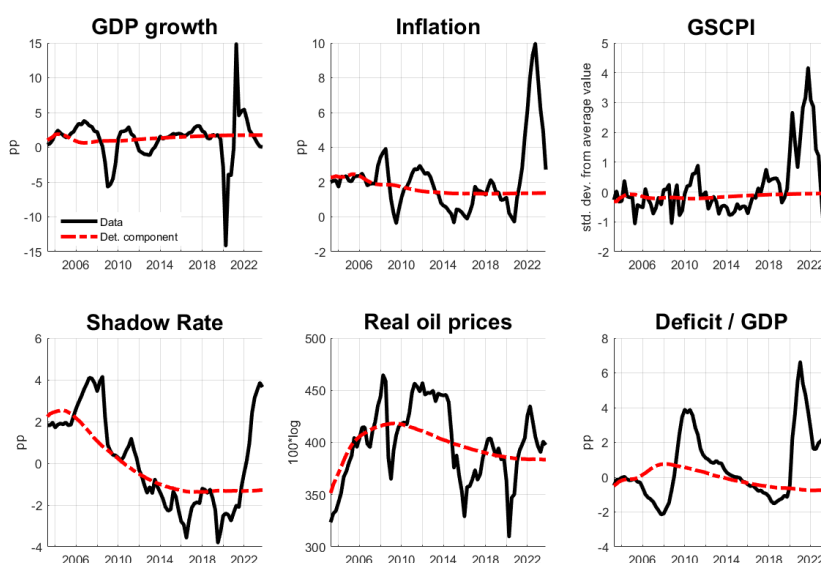 GDP growth
15
10
5
0
-5
-10
-15
pp
Data
Det. component
2006 2010 2014 2018 2022
Inflation
10
8
6
4
2
0
-2
pp
2006 2010 2014 2018 2022
GSCPI
5
4
3
2
1
0
-1
-2
std. dev. from average value
2006 2010 2014 2018 2022
Shadow Rate
6
4
2
0
-2
-4
pp
2006 2010 2014 2018 2022
Real oil prices
500
450
400
350
300
100*log
2006 2010 2014 2018 2022
Deficit / GDP
8
6
4
2
0
-2
-4
pp
2006 2010 2014 2018 2022